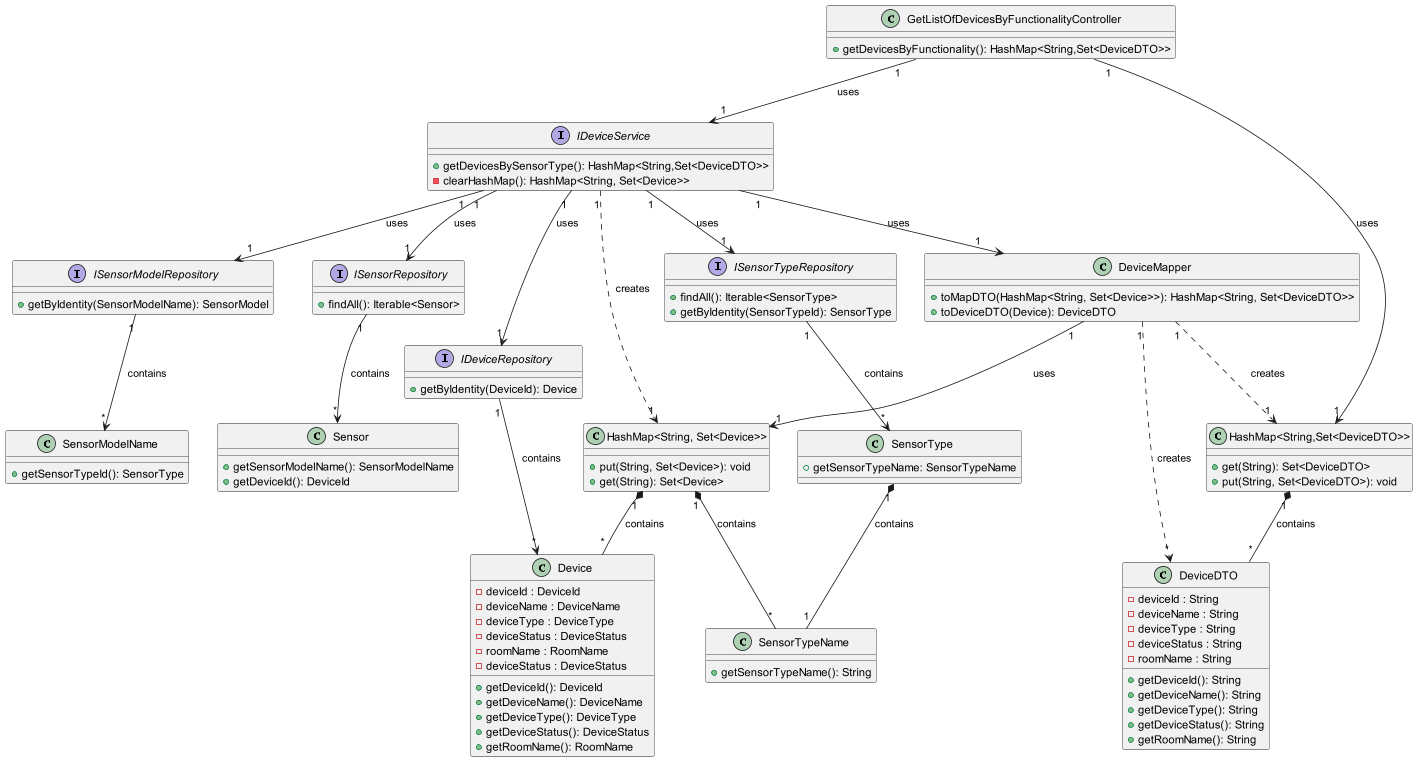 C GetListOfDevicesByFunctionalityController
getDevicesByFunctionality(): HashMap<String,Set<DeviceDTO>>
1
1
uses
1
1
uses
I IDeviceService
getDevicesBySensorType(): HashMap<String,Set<DeviceDTO>>
clearHashMap(): HashMap<String, Set<Device>>
1
1
1
1
1
1
uses
uses
uses
creates
uses
uses
1
1
1
1
1
1
I ISensorModelRepository
getByIdentity(SensorModelName): SensorModel
I ISensorRepository
findAll(): Iterable<Sensor>
I ISensorTypeRepository
findAll(): Iterable<SensorType>
getByIdentity(SensorTypeId): SensorType
C DeviceMapper
toMapDTO(HashMap<String, Set<Device>>): HashMap<String, Set<DeviceDTO>>
toDeviceDTO(Device): DeviceDTO
I IDeviceRepository
getByIdentity(DeviceId): Device
1
contains
*
1
contains
*
1
contains
*
1
contains
*
1
uses
1
1
creates
*
1
creates
1
1
C SensorModelName
getSensorTypeId(): SensorType
C Sensor
getSensorModelName(): SensorModelName
getDeviceId(): DeviceId
C HashMap<String, Set<Device>>
put(String, Set<Device>): void
get(String): Set<Device>
C SensorType
getSensorTypeName: SensorTypeName
C HashMap<String,Set<DeviceDTO>>
get(String): Set<DeviceDTO>
put(String, Set<DeviceDTO>): void
1
contains
*
1
contains
*
1
contains
1
1
contains
*
C Device
deviceId : DeviceId
deviceName : DeviceName
deviceType : DeviceType
deviceStatus : DeviceStatus
roomName : RoomName
deviceStatus : DeviceStatus
getDeviceId(): DeviceId
getDeviceName(): DeviceName
getDeviceType(): DeviceType
getDeviceStatus(): DeviceStatus
getRoomName(): RoomName
C SensorTypeName
getSensorTypeName(): String
C DeviceDTO
deviceId : String
deviceName : String
deviceType : String
deviceStatus : String
roomName : String
getDeviceId(): String
getDeviceName(): String
getDeviceType(): String
getDeviceStatus(): String
getRoomName(): String